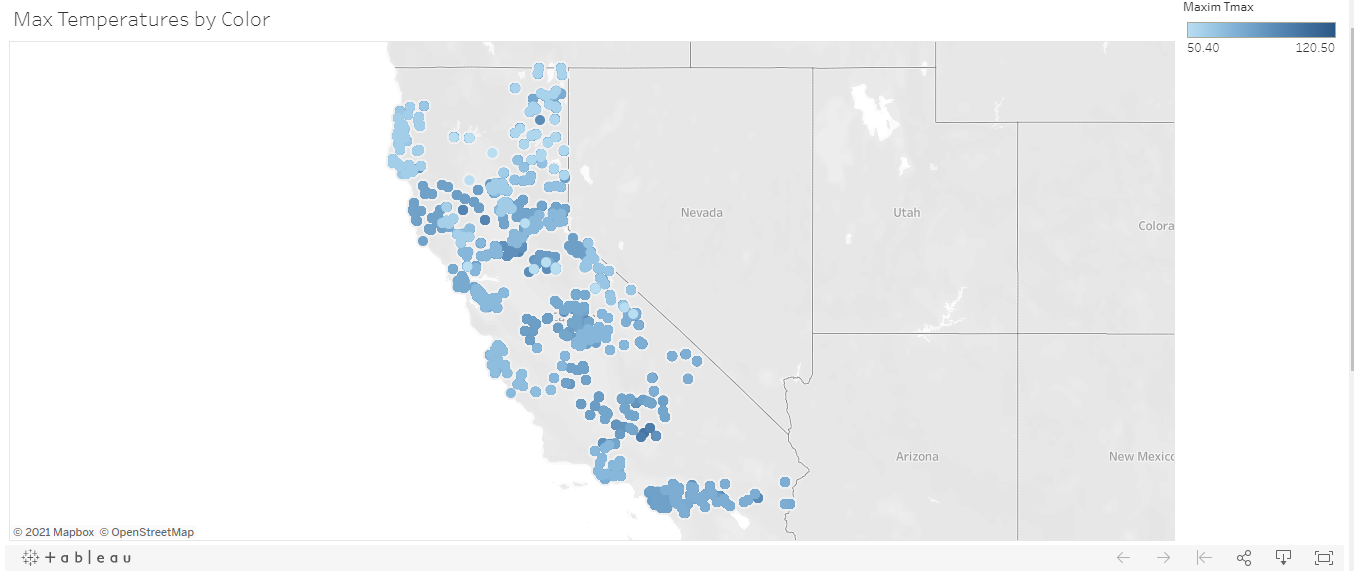 Max Temperatures by Color
Maxim Tmax
50.40 120.50
Nevada
Utah
Colora
Arizona
New Mexico
© 2021 Mapbox © OpenStreetMap
+ a b | e a u